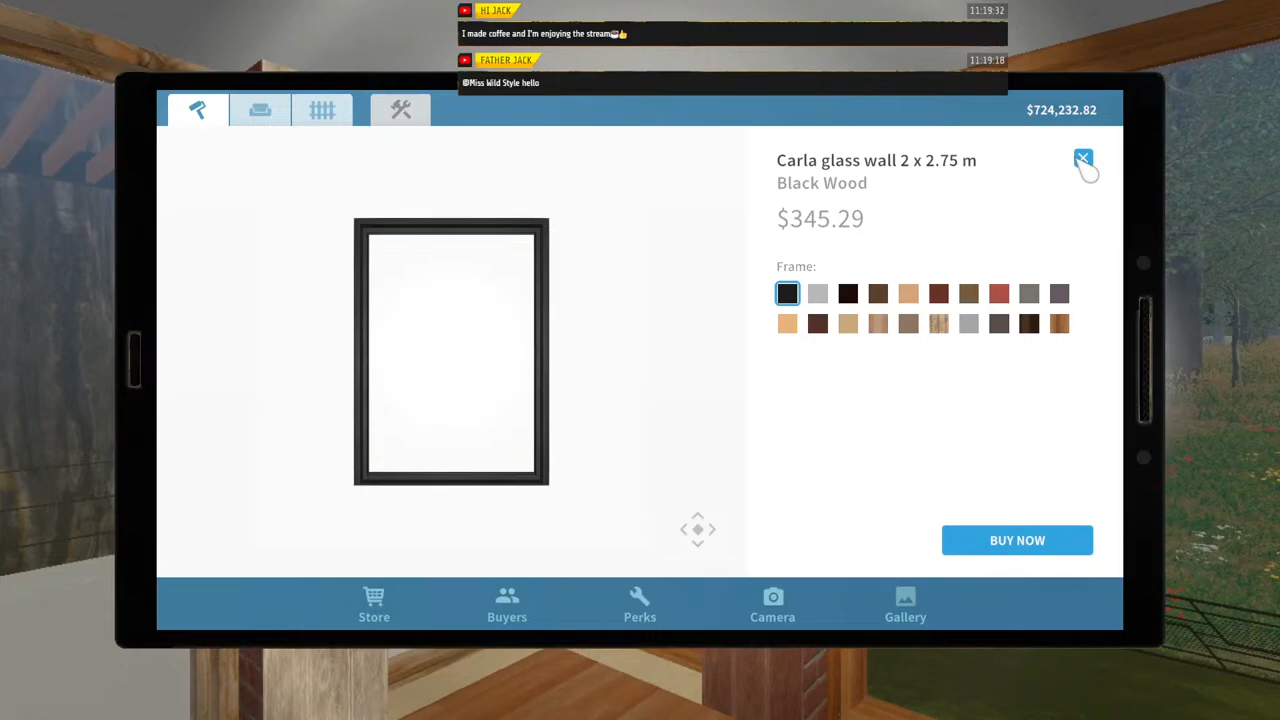 HI JACK
11:19:32
I made coffee and I'm enjoying the stream☕👍
FATHER JACK
11:19:18
@Miss Wild Style hello
$724,232.82
Carla glass wall 2 x 2.75 m
Black Wood
$345.29
Frame:
BUY NOW
Store
Buyers
Perks
Camera
Gallery